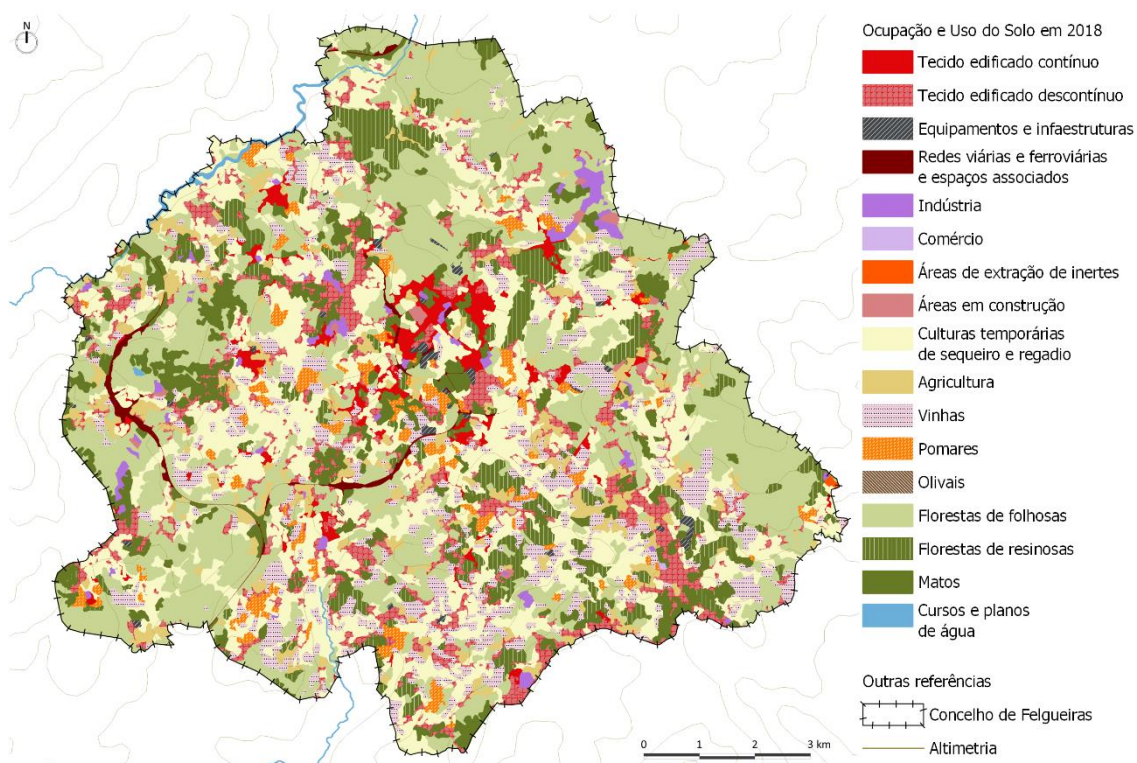 N
Ocupação e Uso do Solo em 2018
Tecido edificado contínuo
Tecido edificado descontínuo
Equipamentos e infaestruturas
Redes viárias e ferroviárias
e espaços associados
Indústria
Comércio
Áreas de extração de inertes
Áreas em construção
Culturas temporárias
de sequeiro e regadio
Agricultura
Vinhas
Pomares
Olivais
Florestas de folhosas
Florestas de resinosas
Matos
Cursos e planos
de água
Outras referências
Concelho de Felgueiras
Altimetria
0 1 2 3 km